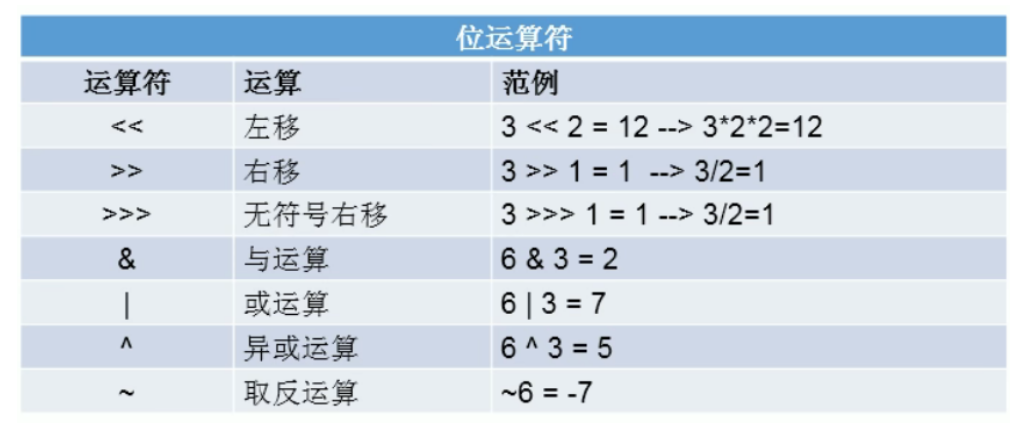 位运算符
运算符 运算 范例
<< 左移 3 << 2 = 12 --> 3*2*2=12
>> 右移 3 >> 1 = 1 --> 3/2=1
>>> 无符号右移 3 >>> 1 = 1 --> 3/2=1
& 与运算 6 & 3 = 2
| 或运算 6 | 3 = 7
^ 异或运算 6 ^ 3 = 5
~ 取反运算 ~6 = -7